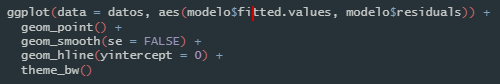 ggplot(data = datos, aes(modelo$fitted.values, modelo$residuals)) +
geom_point() +
geom_smooth(se = FALSE) +
geom_hline(yintercept = 0) +
theme_bw()